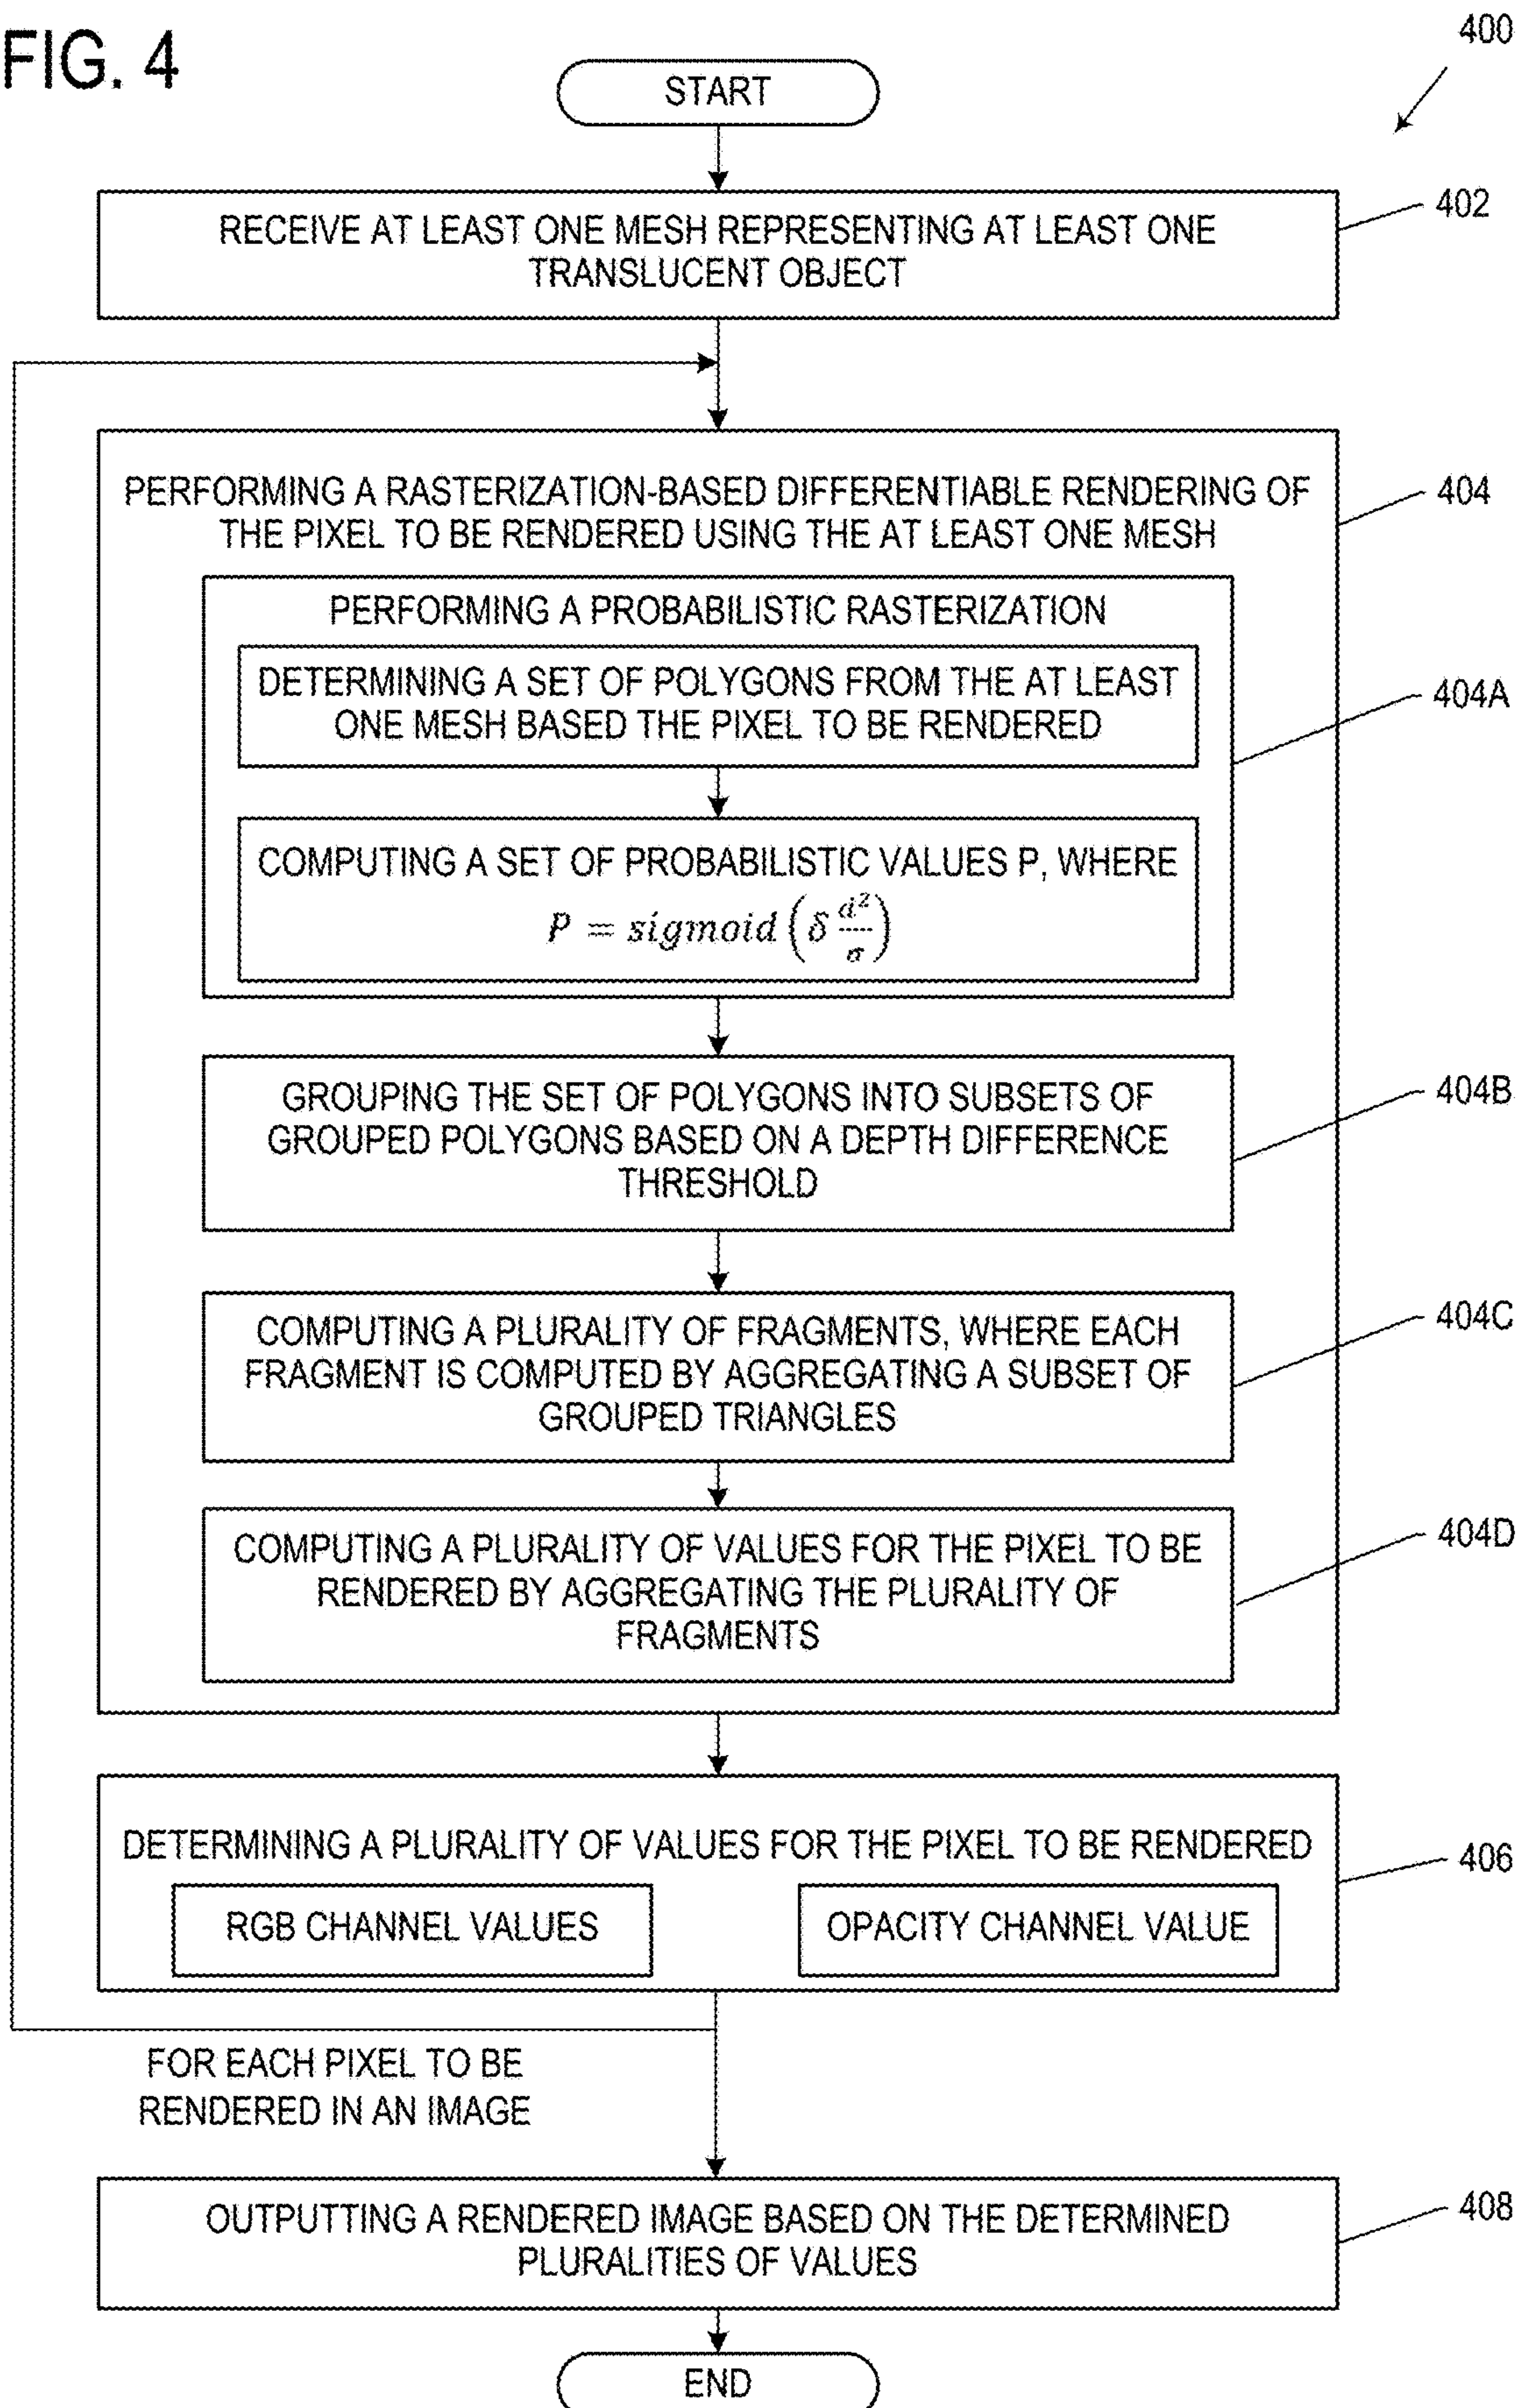 FIG. 4
400
START
RECEIVE AT LEAST ONE MESH REPRESENTING AT LEAST ONE
TRANSLUCENT OBJECT
402
PERFORMING A RASTERIZATION-BASED DIFFERENTIABLE RENDERING OF
THE PIXEL TO BE RENDERED USING THE AT LEAST ONE MESH
404
PERFORMING A PROBABILISTIC RASTERIZATION
DETERMINING A SET OF POLYGONS FROM THE AT LEAST
ONE MESH BASED THE PIXEL TO BE RENDERED
404A
COMPUTING A SET OF PROBABILISTIC VALUES P, WHERE
P = sigmoid (δ d²/σ)
GROUPING THE SET OF POLYGONS INTO SUBSETS OF
GROUPED POLYGONS BASED ON A DEPTH DIFFERENCE
THRESHOLD
404B
COMPUTING A PLURALITY OF FRAGMENTS, WHERE EACH
FRAGMENT IS COMPUTED BY AGGREGATING A SUBSET OF
GROUPED TRIANGLES
404C
COMPUTING A PLURALITY OF VALUES FOR THE PIXEL TO BE
RENDERED BY AGGREGATING THE PLURALITY OF
FRAGMENTS
404D
DETERMINING A PLURALITY OF VALUES FOR THE PIXEL TO BE RENDERED
406
RGB CHANNEL VALUES
OPACITY CHANNEL VALUE
FOR EACH PIXEL TO BE
RENDERED IN AN IMAGE
OUTPUTTING A RENDERED IMAGE BASED ON THE DETERMINED
PLURALITIES OF VALUES
408
END